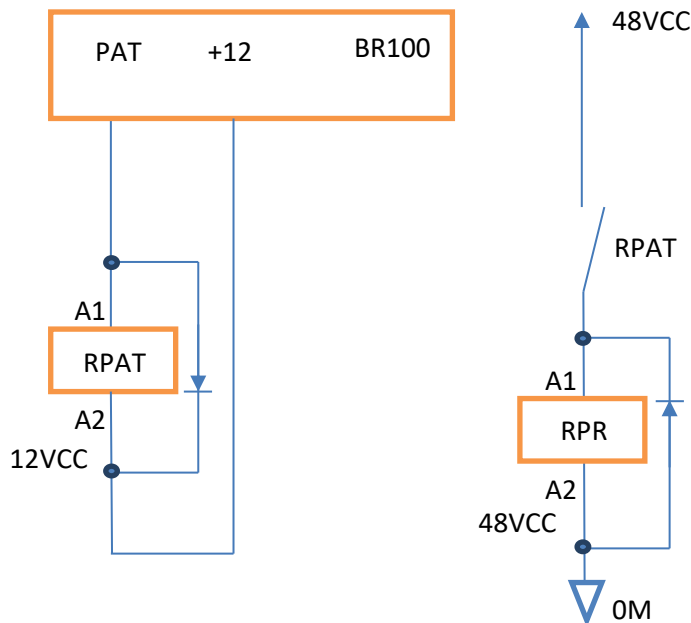 PAT +12 BR100
A1
RPAT
A2
12VCC
48VCC
RPAT
A1
RPR
A2
48VCC
0M